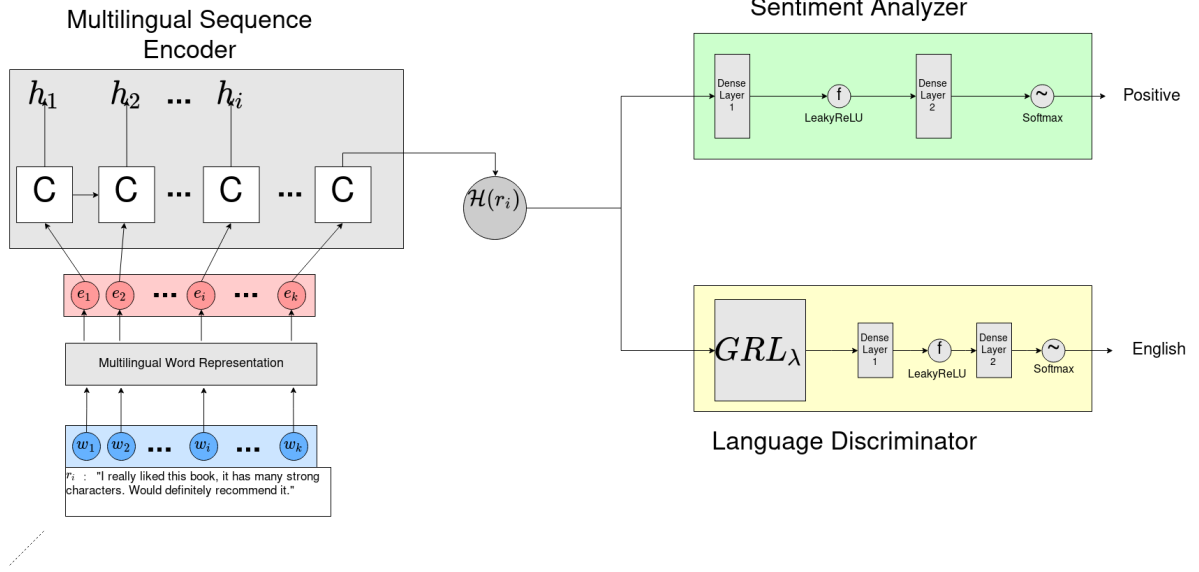 Multilingual Sequence
Encoder
h₁ h₂ ... hᵢ
C C ... C ... C
e₁ e₂ ... eᵢ ... eₖ
Multilingual Word Representation
w₁ w₂ ... wᵢ ... wₖ
rᵢ : "I really liked this book, it has many strong
characters. Would definitely recommend it."
ℋ(rᵢ)
Sentiment Analyzer
Dense
Layer
1
f
LeakyReLU
Dense
Layer
2
~
Softmax
Positive
GRL_λ
Dense
Layer
1
f
LeakyReLU
Dense
Layer
2
~
Softmax
English
Language Discriminator